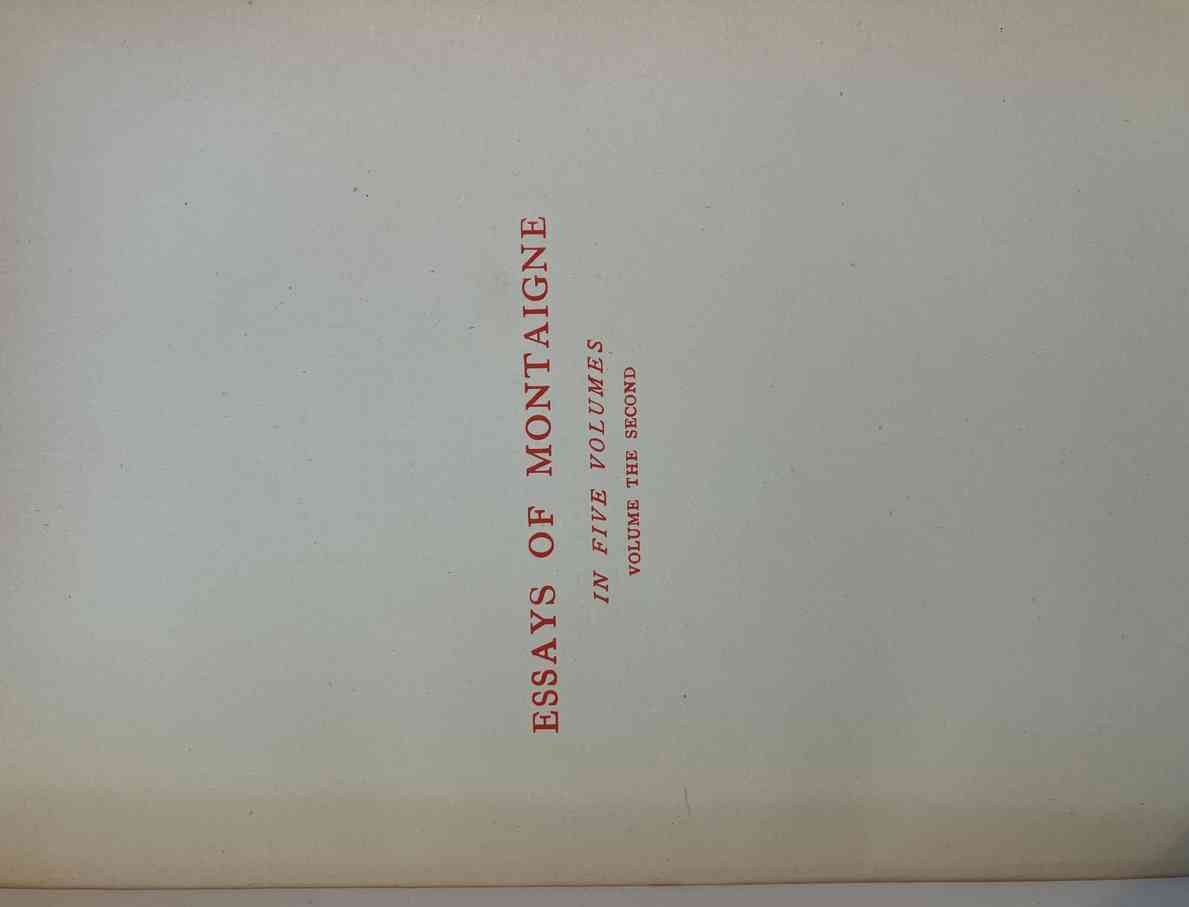 ESSAYS OF MONTAIGNE
IN FIVE VOLUMES
VOLUME THE SECOND